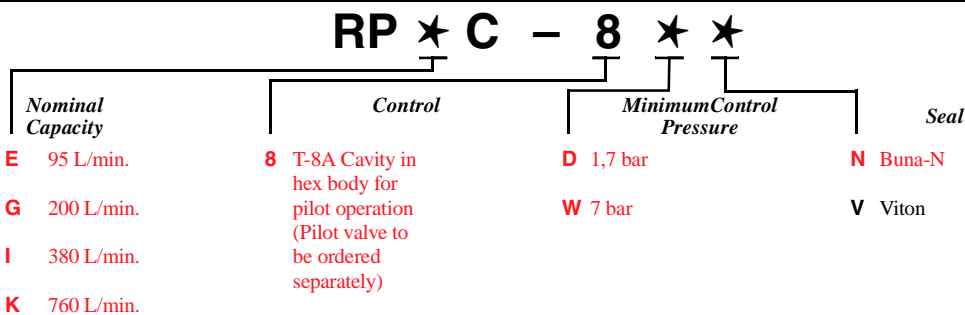 RP * C – 8 * *
Nominal
Capacity
E 95 L/min.
G 200 L/min.
I 380 L/min.
K 760 L/min.
Control
8 T-8A Cavity in
hex body for
pilot operation
(Pilot valve to
be ordered
separately)
MinimumControl
Pressure
D 1,7 bar
W 7 bar
Seal
N Buna-N
V Viton